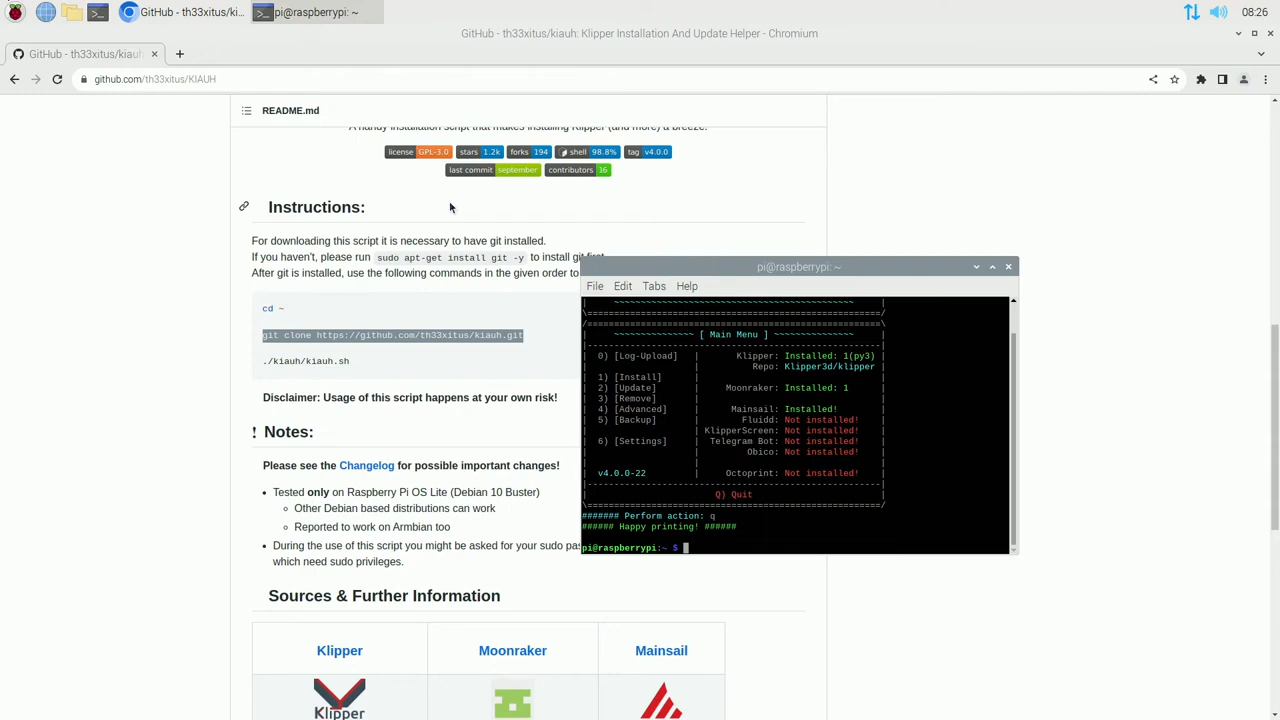 GitHub - th33xitus/ki...
pi@raspberrypi: ~
08:26
GitHub - th33xitus/kiauh: Klipper Installation And Update Helper - Chromium
GitHub - th33xitus/kiauh
github.com/th33xitus/KIAUH
README.md
A handy installation script that makes installing Klipper (and more) a breeze.
license GPL-3.0 stars 1.2k forks 194 shell 98.8% tag v4.0.0
last commit september contributors 16
Instructions:
For downloading this script it is necessary to have git installed.
If you haven't, please run sudo apt-get install git -y to install git first.
After git is installed, use the following commands in the given order to
cd ~
git clone https://github.com/th33xitus/kiauh.git
./kiauh/kiauh.sh
Disclaimer: Usage of this script happens at your own risk!
! Notes:
Please see the Changelog for possible important changes!
Tested only on Raspberry Pi OS Lite (Debian 10 Buster)
Other Debian based distributions can work
Reported to work on Armbian too
During the use of this script you might be asked for your sudo pas
which need sudo privileges.
Sources & Further Information
Klipper Moonraker Mainsail
Klipper
pi@raspberrypi: ~
File Edit Tabs Help
| ~~~~~~~~~~~~~~~~~~~~~~~~~~~~~~~~~~~~~~~~~~~~~ |
\=======================================================/
/=======================================================\
| ~~~~~~~~~~~~~~~ [ Main Menu ] ~~~~~~~~~~~~~~~ |
|-------------------------------------------------------|
| 0) [Log-Upload] | Klipper: Installed: 1(py3) |
| | Repo: Klipper3d/klipper |
| 1) [Install] | |
| 2) [Update] | Moonraker: Installed: 1 |
| 3) [Remove] | |
| 4) [Advanced] | Mainsail: Installed! |
| 5) [Backup] | Fluidd: Not installed! |
| | KlipperScreen: Not installed! |
| 6) [Settings] | Telegram Bot: Not installed! |
| | Obico: Not installed! |
| | |
| v4.0.0-22 | Octoprint: Not installed! |
|-------------------------------------------------------|
| Q) Quit |
\=======================================================/
####### Perform action: q
###### Happy printing! ######
pi@raspberrypi:~ $